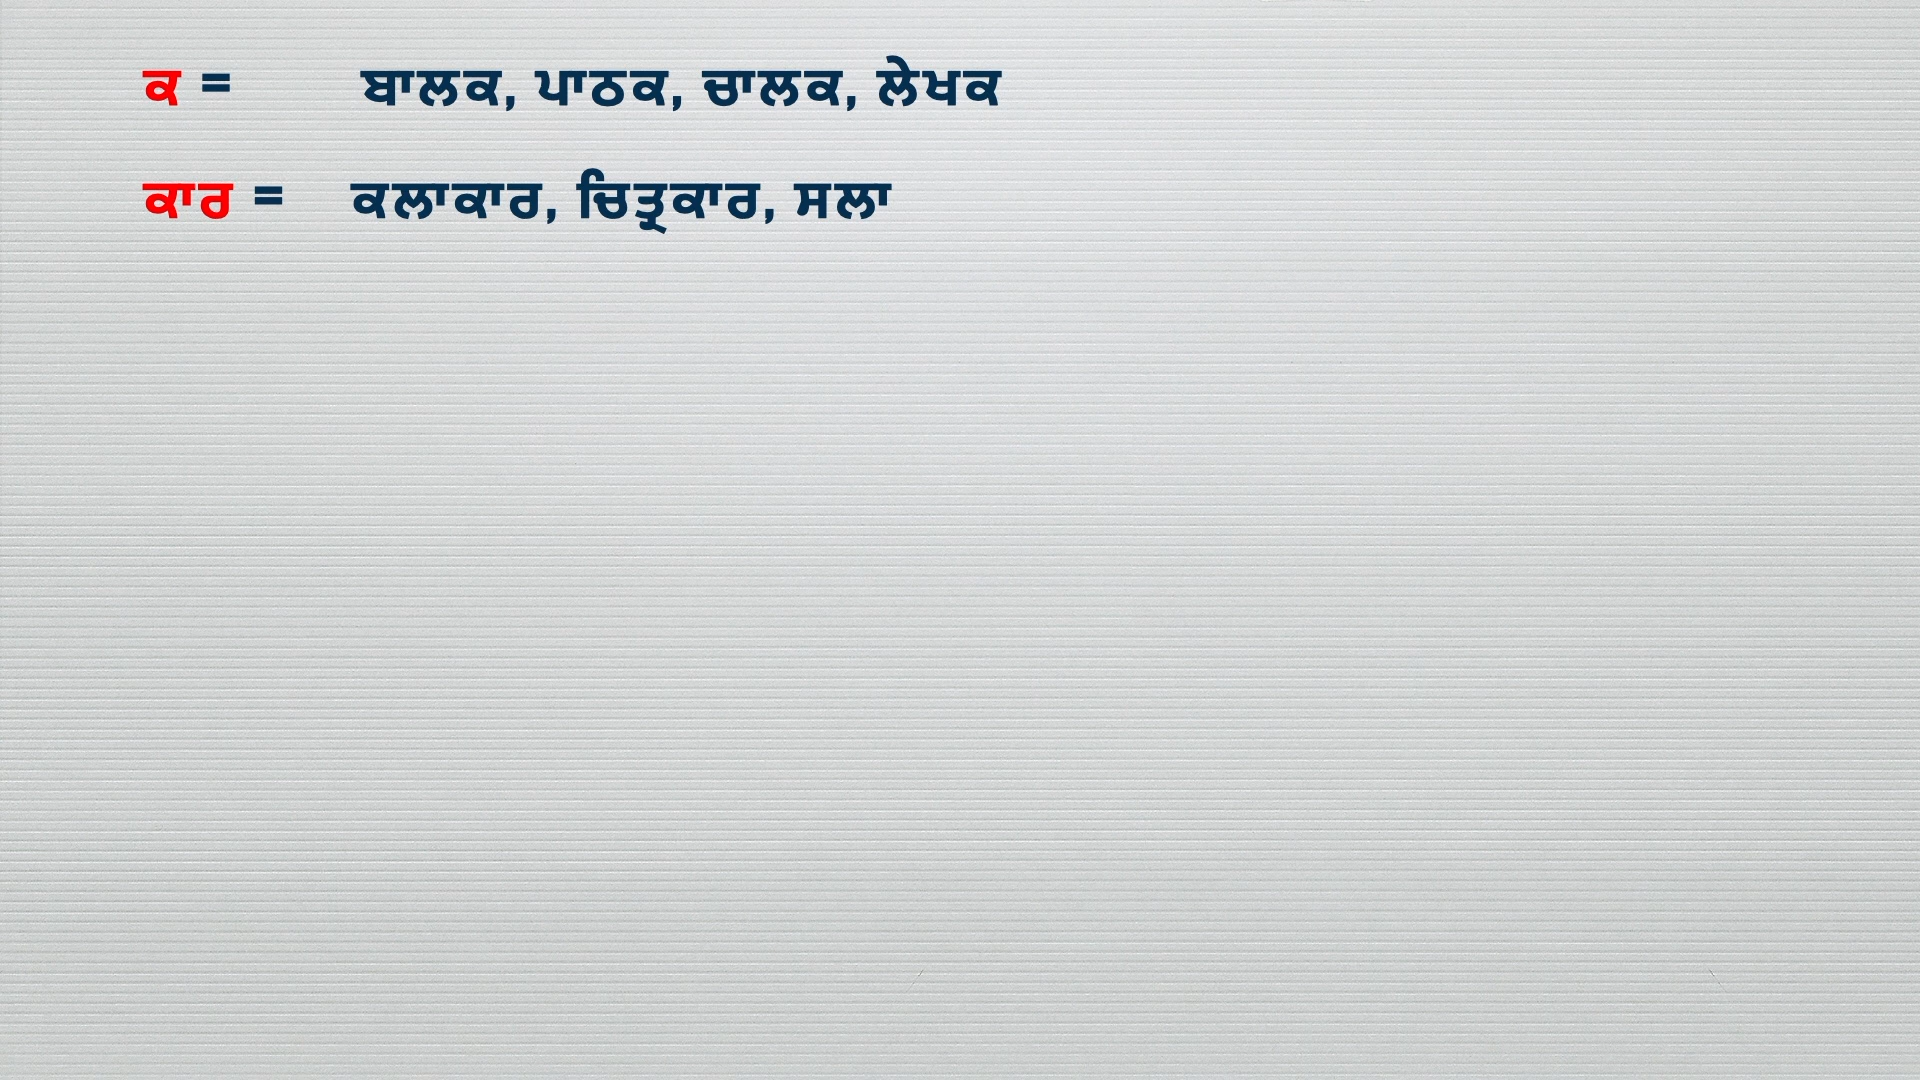 ਕ = ਬਾਲਕ, ਪਾਠਕ, ਚਾਲਕ, ਲੇਖਕ
ਕਾਰ = ਕਲਾਕਾਰ, ਚਿਤ੍ਰਕਾਰ, ਸਲਾ